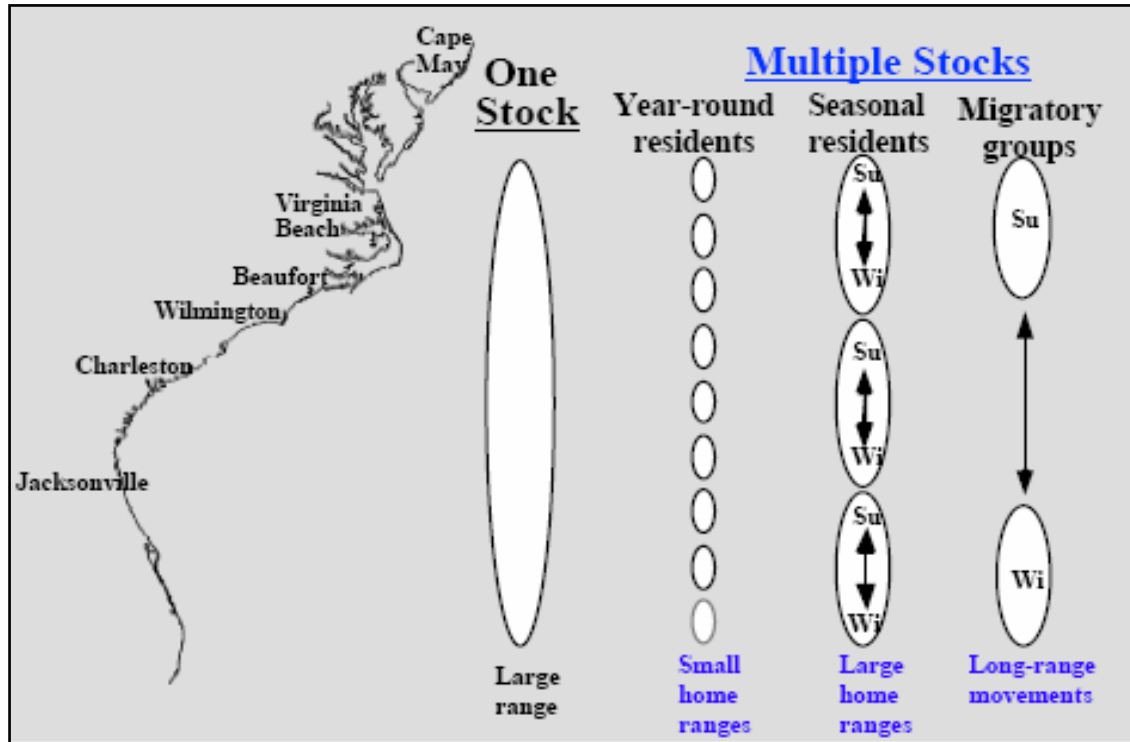 Cape
May
Virginia
Beach
Beaufort
Wilmington
Charleston
Jacksonville
One
Stock
Large
range
Multiple Stocks
Year-round
residents
Small
home
ranges
Seasonal
residents
Su
Wi
Su
Wi
Su
Wi
Large
home
ranges
Migratory
groups
Su
Wi
Long-range
movements